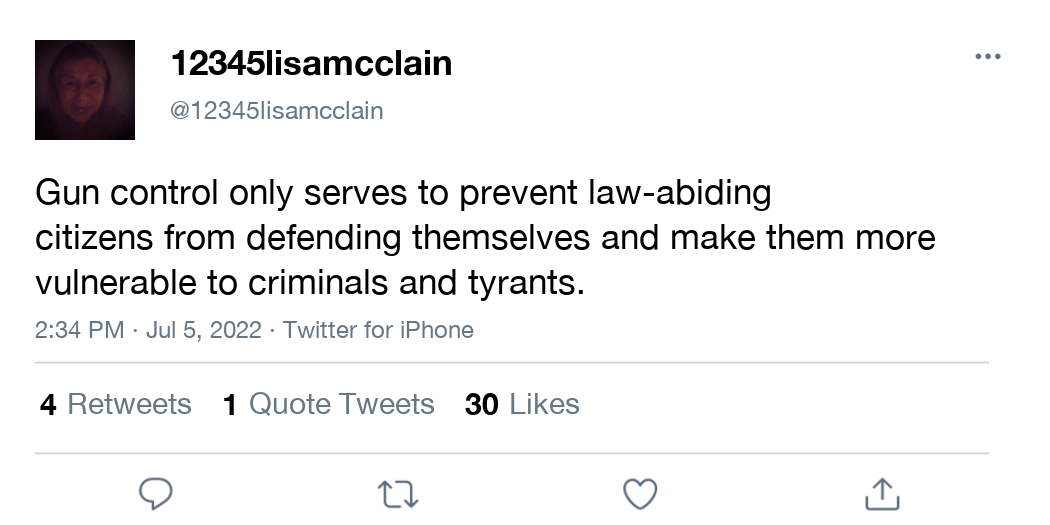 12345lisamcclain
@12345lisamcclain
Gun control only serves to prevent law-abiding
citizens from defending themselves and make them more
vulnerable to criminals and tyrants.
2:34 PM · Jul 5, 2022 · Twitter for iPhone
4 Retweets 1 Quote Tweets 30 Likes